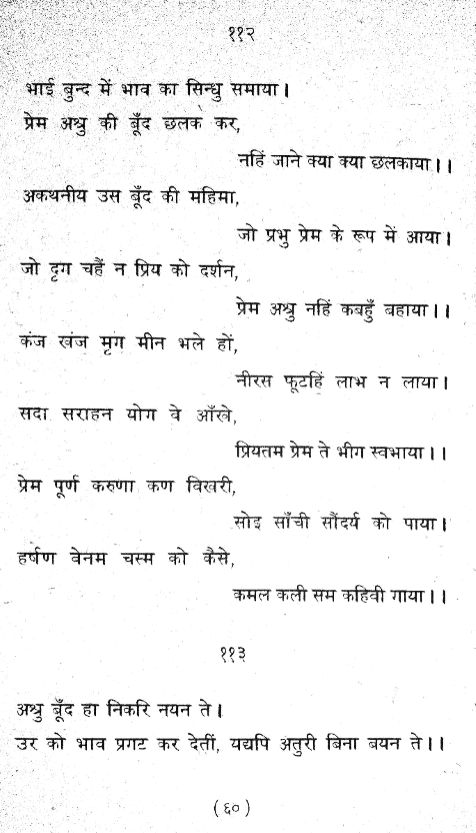 ११२
भाई बुन्द में भाव का सिन्धु समाया।
प्रेम अश्रु की बूँद छलक कर,
नहिं जाने क्या क्या छलकाया।।
अकथनीय उस बूँद की महिमा,
जो प्रभु प्रेम के रूप में आया।
जो दृग चहैं न प्रिय को दर्शन,
प्रेम अश्रु नहिं कबहुँ बहाया।।
कंज खंज मृग मीन भले हों,
नीरस फूटहिं लाभ न लाया।
सदा सराहन योग वे आँखे,
प्रियतम प्रेम ते भीग स्वभाया।।
प्रेम पूर्ण करुणा कण विखरी,
सोइ साँची सौंदर्य को पाया।
हर्षण वेनम चस्म को कैसे,
कमल कली सम कहिवी गाया।।
११३
अश्रु बूँद हा निकरि नयन ते।
उर को भाव प्रगट कर देतीं, यद्यपि अतुरी बिना बयन ते।।
(६०)